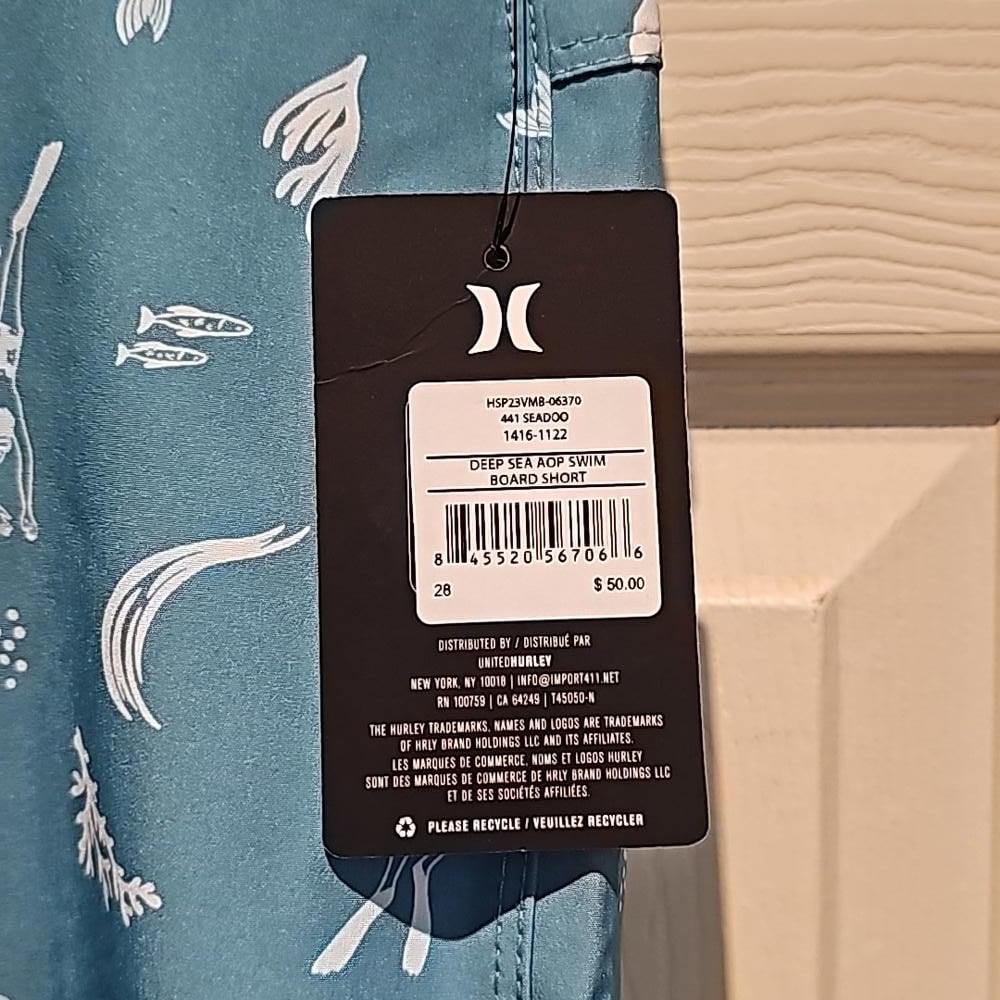 HSP23VMB-06370
441 SEADOO
1416-1122
DEEP SEA AOP SWIM
BOARD SHORT
8 45520 56706 6
28 $ 50.00
DISTRIBUTED BY / DISTRIBUÉ PAR
UNITEDHURLEY
NEW YORK, NY 10018 | INFO@IMPORT411.NET
RN 100759 | CA 64249 | T45050-N
THE HURLEY TRADEMARKS, NAMES AND LOGOS ARE TRADEMARKS
OF HRLY BRAND HOLDINGS LLC AND ITS AFFILIATES.
LES MARQUES DE COMMERCE, NOMS ET LOGOS HURLEY
SONT DES MARQUES DE COMMERCE DE HRLY BRAND HOLDINGS LLC
ET DE SES SOCIÉTÉS AFFILIÉES.
PLEASE RECYCLE / VEUILLEZ RECYCLER